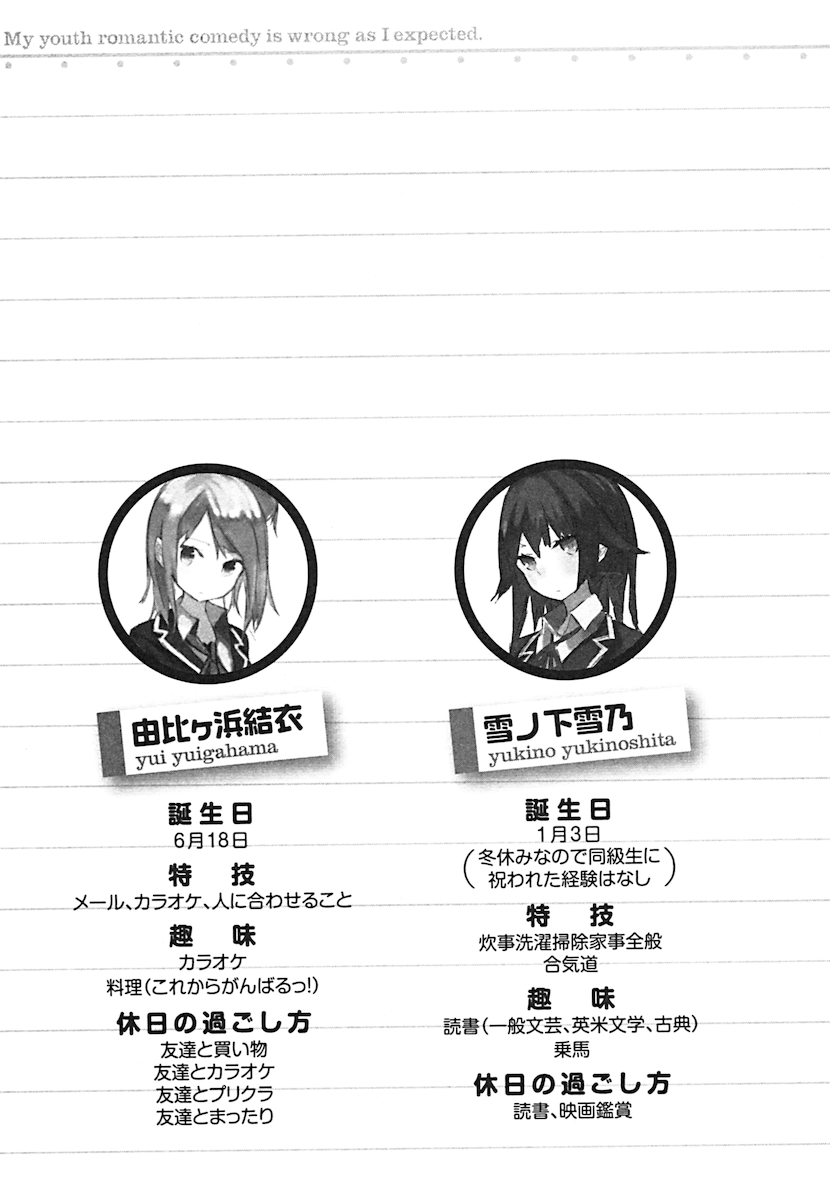 My youth romantic comedy is wrong as I expected.
由比ヶ浜結衣
yui yuigahama
誕生日
6月18日
特 技
メール、カラオケ、人に合わせること
趣 味
カラオケ
料理(これからがんばるっ!)
休日の過ごし方
友達と買い物
友達とカラオケ
友達とプリクラ
友達とまったり
雪ノ下雪乃
yukino yukinoshita
誕生日
1月3日
(冬休みなので同級生に
祝われた経験はなし)
特 技
炊事洗濯掃除家事全般
合気道
趣 味
読書(一般文芸、英米文学、古典)
乗馬
休日の過ごし方
読書、映画鑑賞